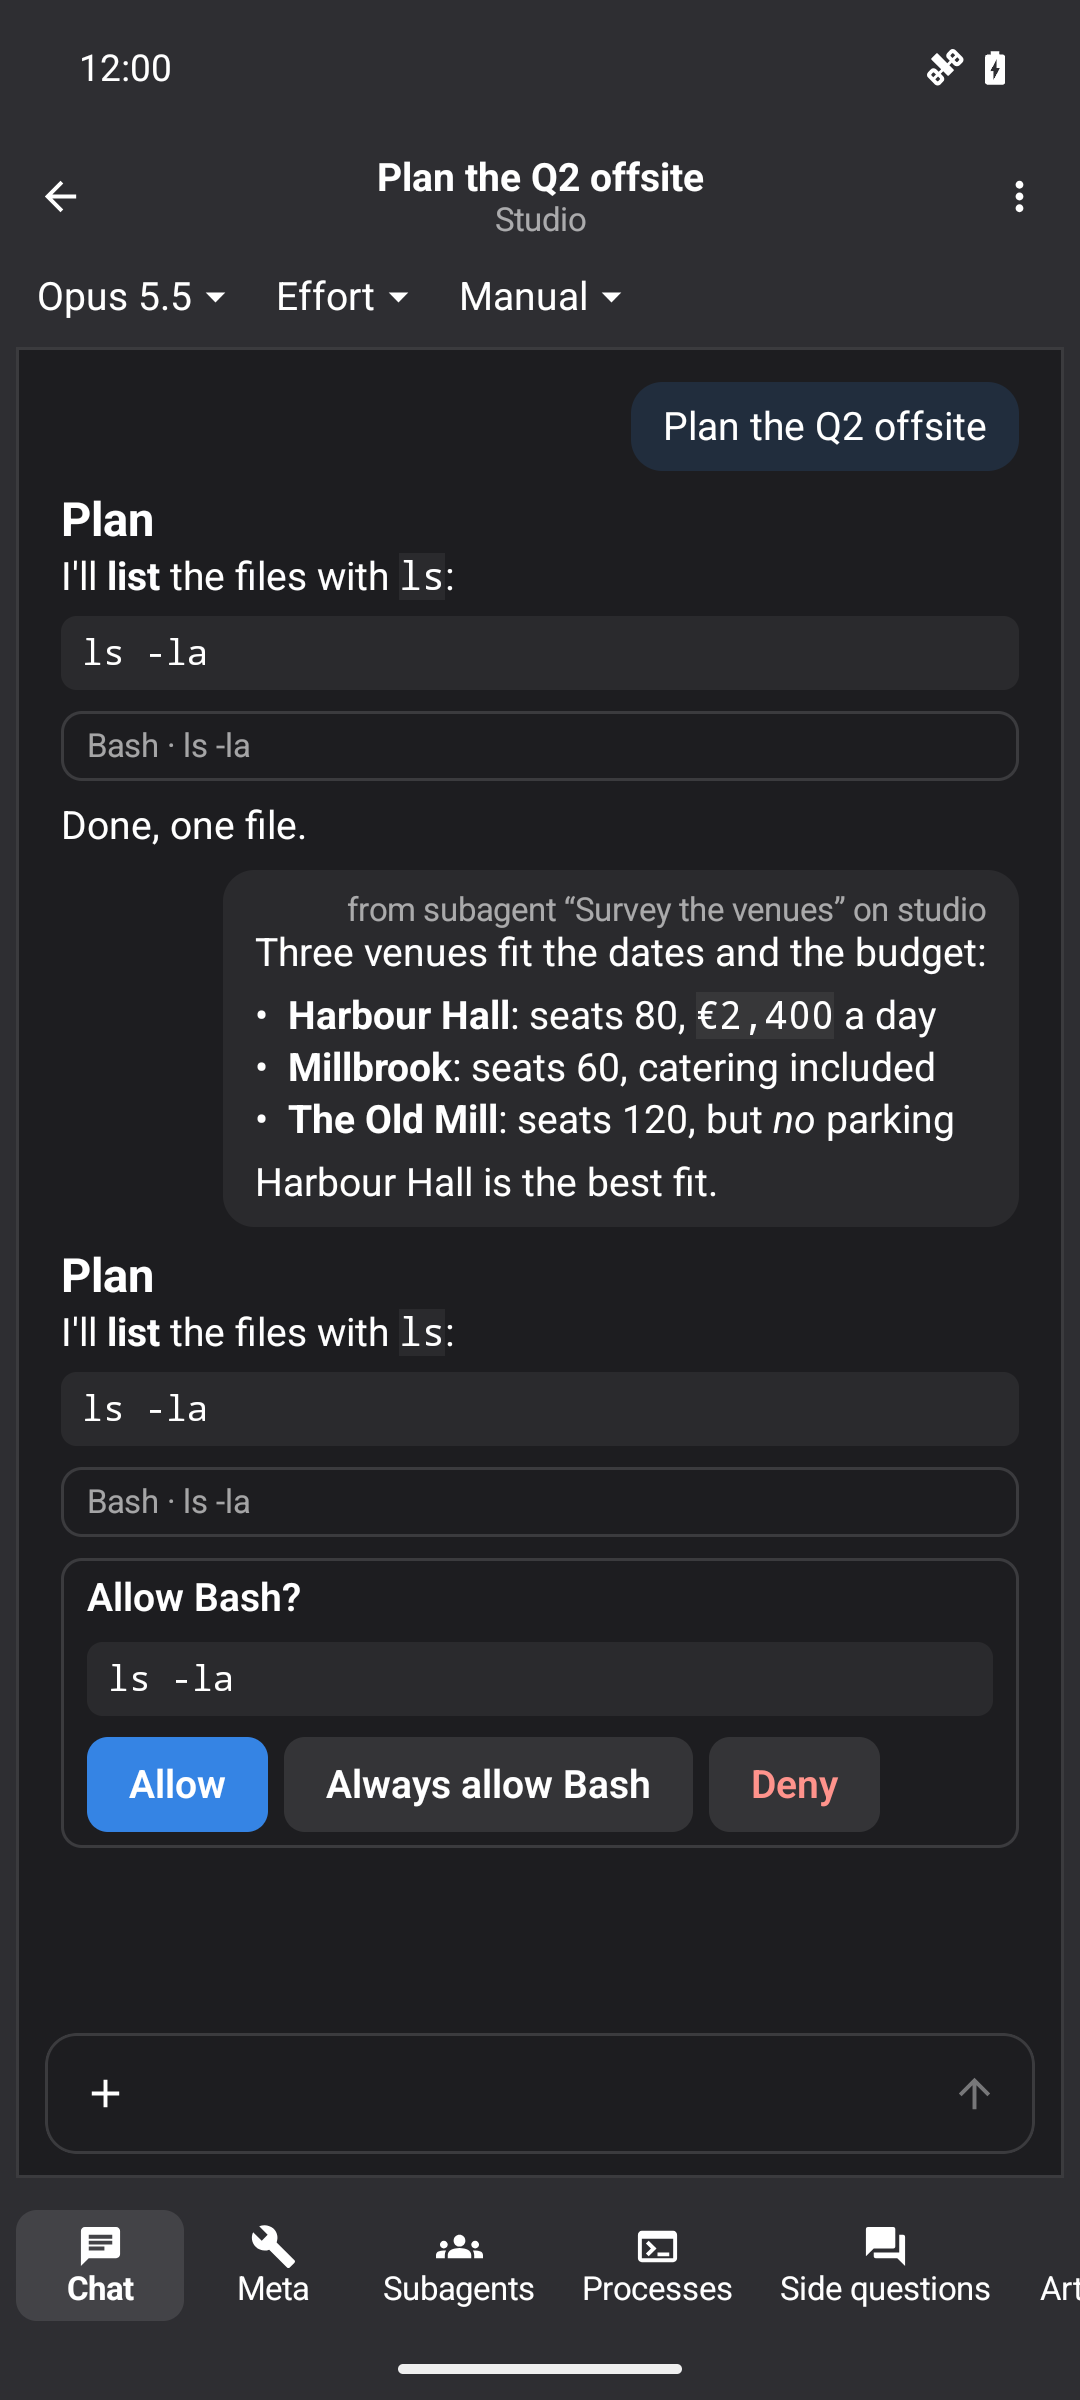 12:00
Plan the Q2 offsite
Studio
Opus 5.5
Effort
Manual
Plan the Q2 offsite
Plan
I'll list the files with ls:
ls -la
Bash · ls -la
Done, one file.
from subagent “Survey the venues” on studio
Three venues fit the dates and the budget:
• Harbour Hall: seats 80, €2,400 a day
• Millbrook: seats 60, catering included
• The Old Mill: seats 120, but no parking
Harbour Hall is the best fit.
Plan
I'll list the files with ls:
ls -la
Bash · ls -la
Allow Bash?
ls -la
Allow
Always allow Bash
Deny
Chat
Meta
Subagents
Processes
Side questions
Art